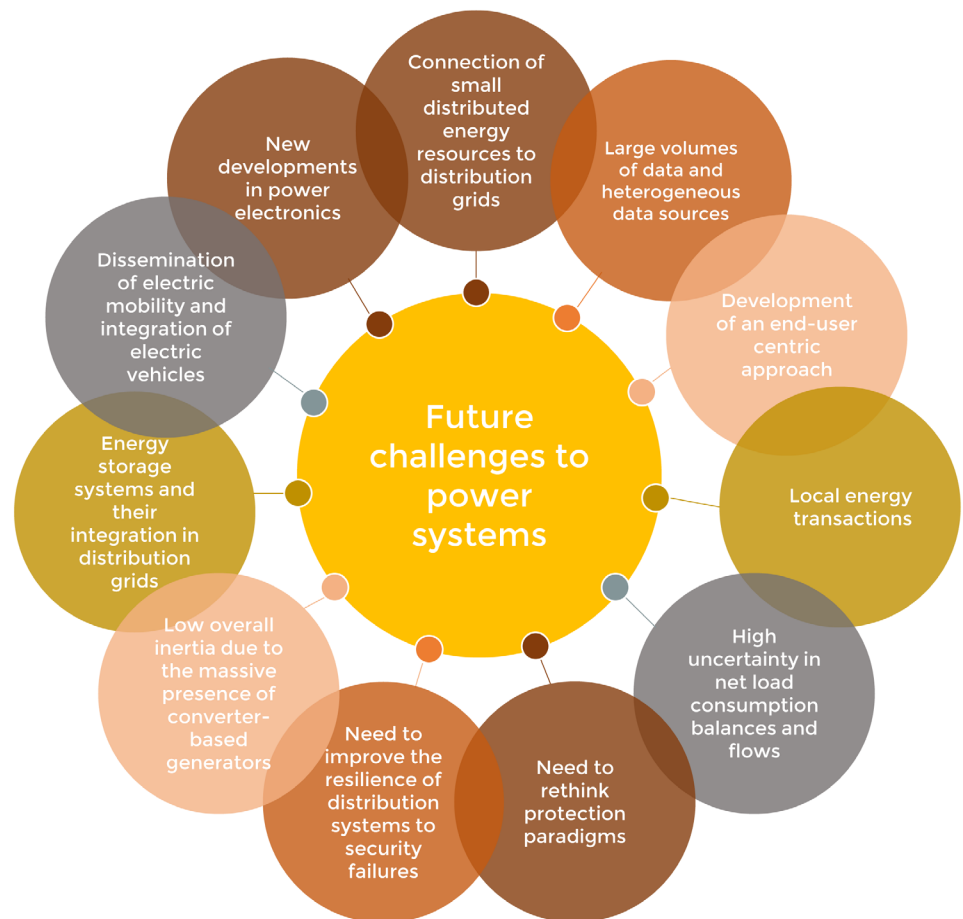 Future
challenges to
power
systems
Connection of
small
distributed
energy
resources to
distribution
grids
Large volumes
of data and
heterogeneous
data sources
Development
of an end-user
centric
approach
Local energy
transactions
High
uncertainty in
net load
consumption
balances and
flows
Need to
rethink
protection
paradigms
Need to
improve the
resilience of
distribution
systems to
security
failures
Low overall
inertia due to
the massive
presence of
converter-
based
generators
Energy
storage
systems and
their
integration in
distribution
grids
Dissemination
of electric
mobility and
integration of
electric
vehicles
New
developments
in power
electronics